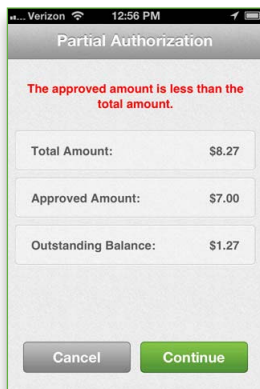 ... Verizon 12:56 PM
Partial Authorization
The approved amount is less than the
total amount.
Total Amount: $8.27
Approved Amount: $7.00
Outstanding Balance: $1.27
Cancel Continue